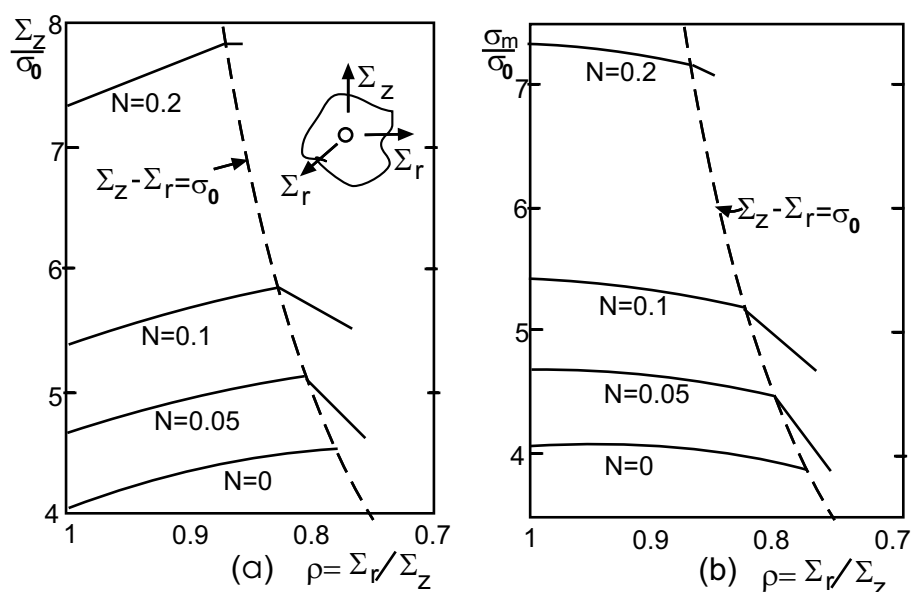 8
Σz
σ0
N=0.2
7
Σz
Σr
Σr
Σz-Σr=σ0
6
N=0.1
5
N=0.05
N=0
4
1 0.9 0.8 0.7
(a) ρ= Σr/Σz
σm
σ0
7
N=0.2
6
Σz-Σr=σ0
5
N=0.1
N=0.05
4
N=0
1 0.9 0.8 0.7
(b) ρ= Σr/Σz